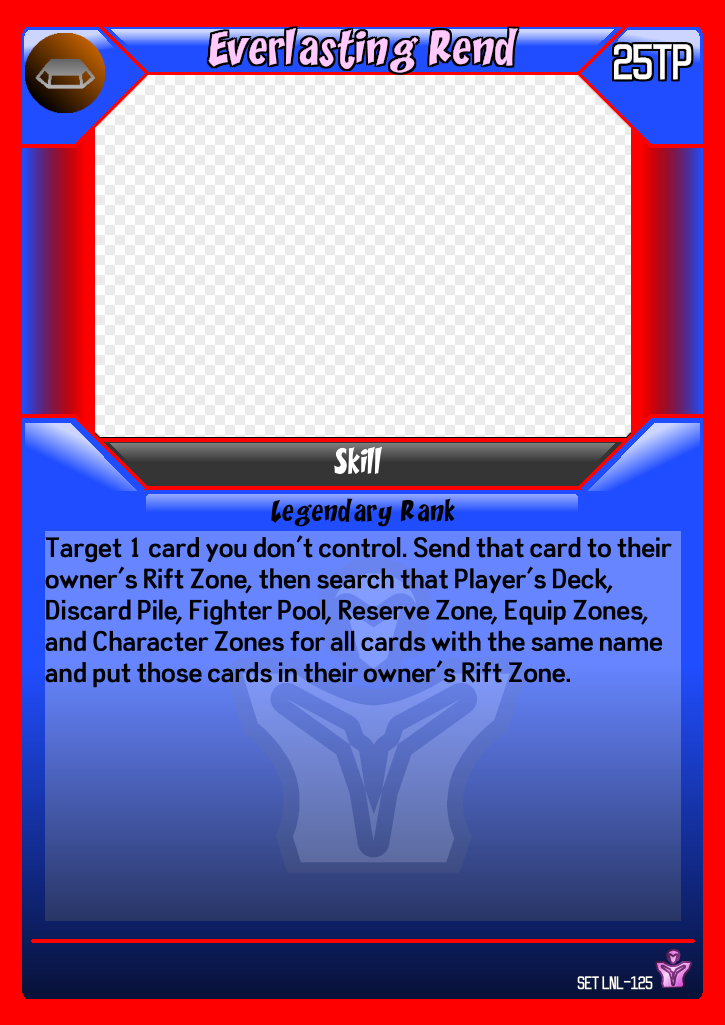 Everlasting Rend
25TP
Skill
Legendary Rank
Target 1 card you don't control. Send that card to their
owner's Rift Zone, then search that Player's Deck,
Discard Pile, Fighter Pool, Reserve Zone, Equip Zones,
and Character Zones for all cards with the same name
and put those cards in their owner's Rift Zone.
SET LNL-125